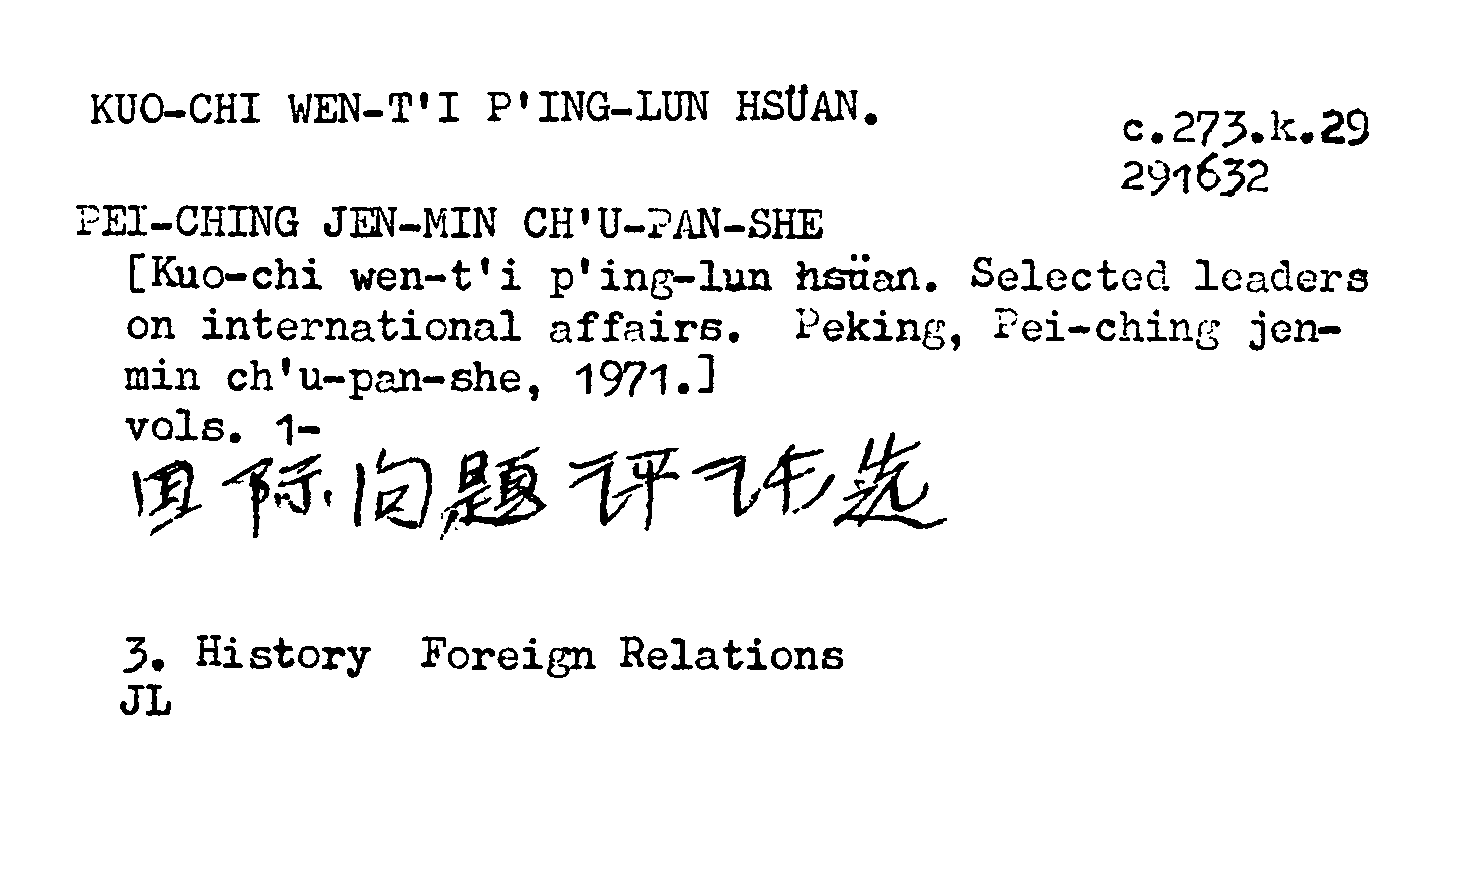 KUO-CHI WEN-T'I P'ING-LUN HSÜAN.
c.273.k.29
291632
PEI-CHING JEN-MIN CH'U-PAN-SHE
[Kuo-chi wen-t'i p'ing-lun hsüan. Selected leaders
on international affairs. Peking, Pei-ching jen-
min ch'u-pan-she, 1971.]
vols. 1-
国际问题评论选
3. History Foreign Relations
JL